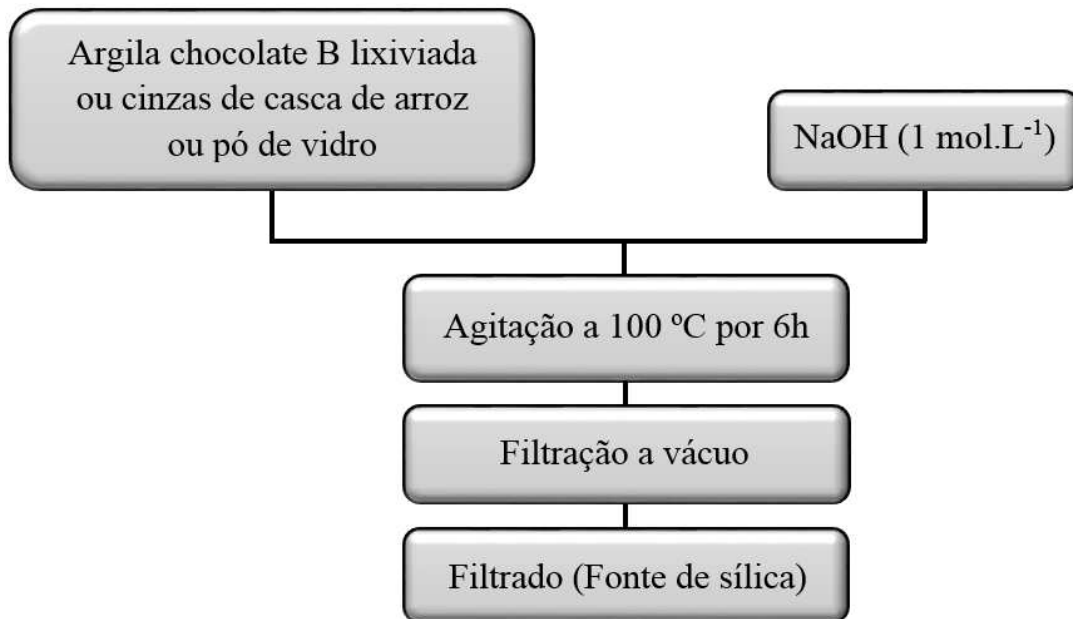 Argila chocolate B lixiviada
ou cinzas de casca de arroz
ou pó de vidro
NaOH (1 mol.L⁻¹)
Agitação a 100 ºC por 6h
Filtração a vácuo
Filtrado (Fonte de sílica)